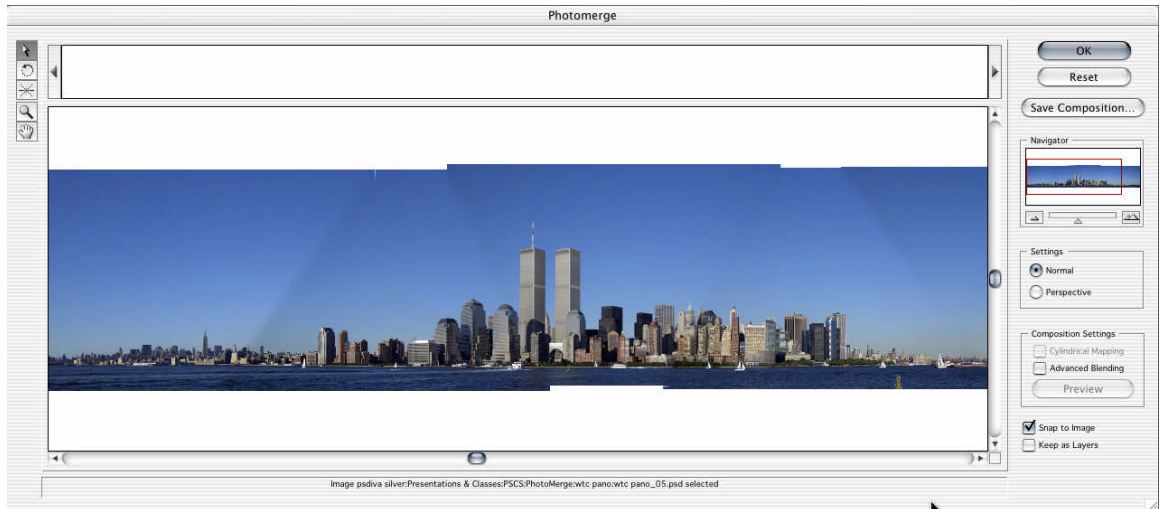 Photomerge
OK
Reset
Save Composition...
Navigator
Settings
Normal
Perspective
Composition Settings
Cylindrical Mapping
Advanced Blending
Preview
Snap to Image
Keep as Layers
Image psdiva silver:Presentations & Classes:PSCS:PhotoMerge:wtc pano:wtc pano_05.psd selected